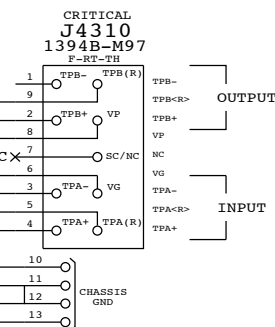 CRITICAL
J4310
1394B-M97
F-RT-TH
1 TPB- TPB(R) TPB-
9 TPB<R> OUTPUT
2 TPB+ VP TPB+
8 VP
C 7 SC/NC NC
6 VG
3 TPA- VG TPA-
5 TPA<R> INPUT
4 TPA+ TPA(R) TPA+
10
11
CHASSIS
12
GND
13